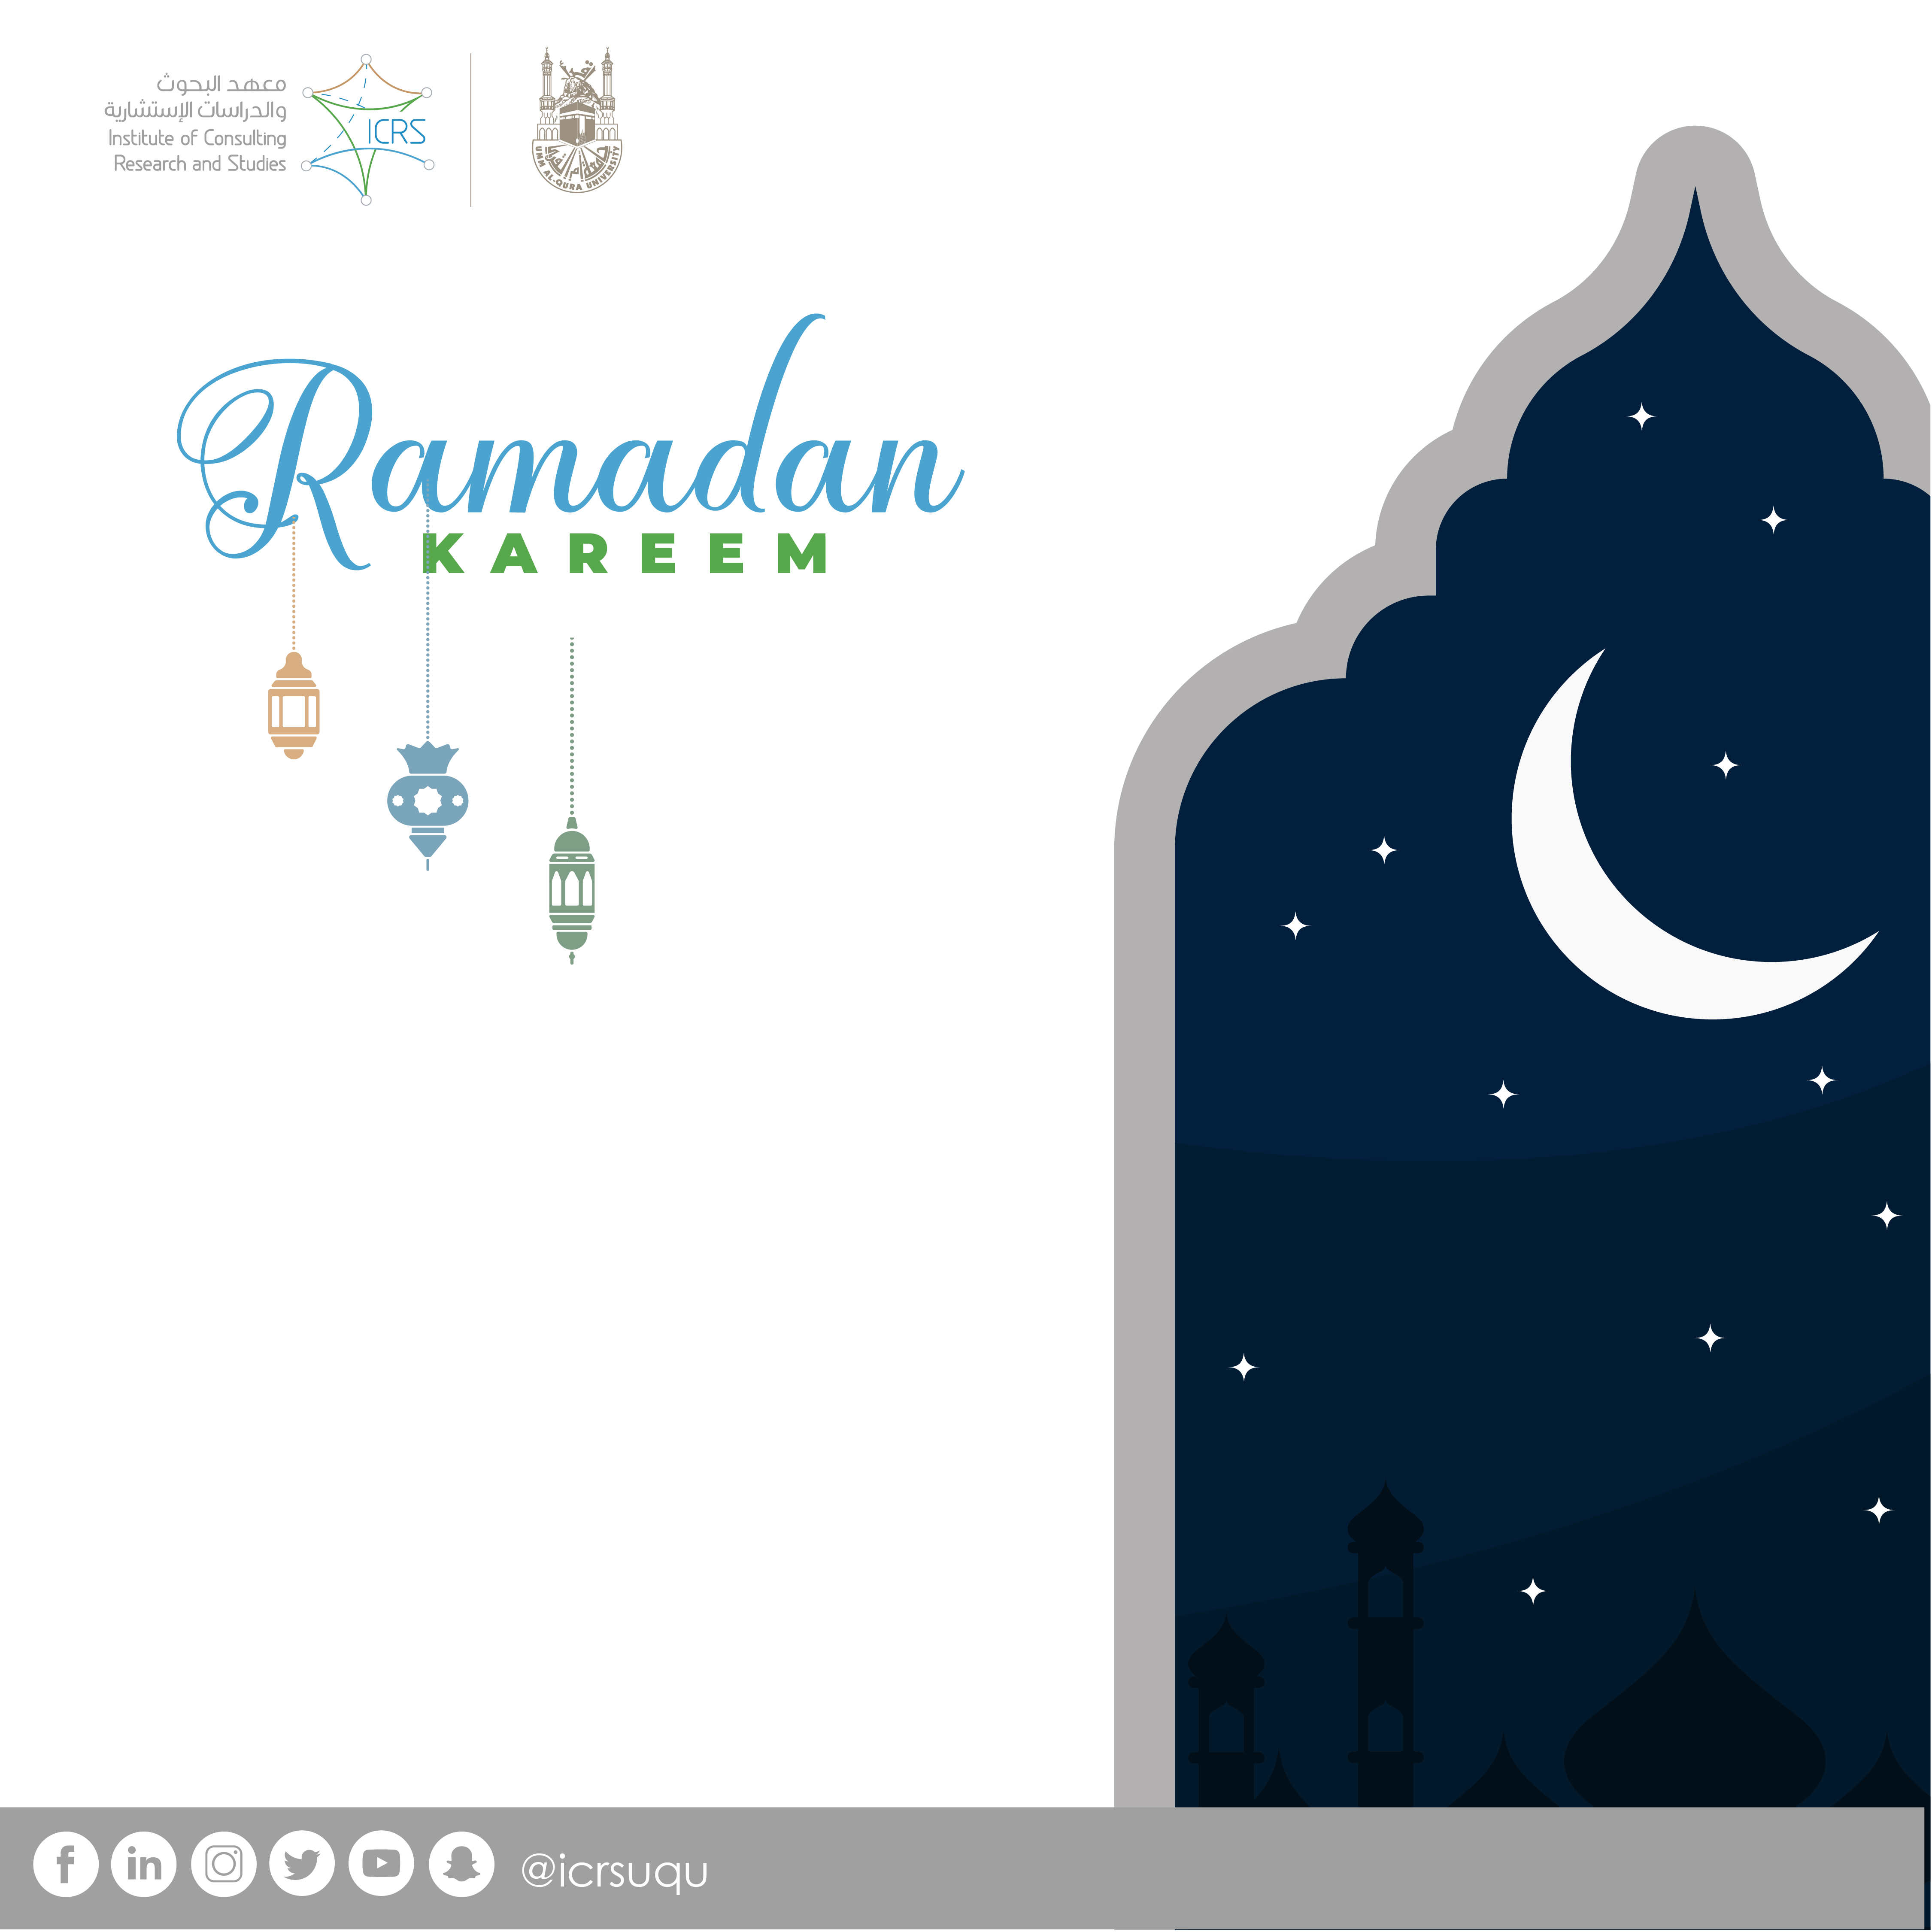 معهد البحوث
والدراسات الإستشارية
Institute of Consulting
Research and Studies
ICRS
UMM AL-QURA UNIVERSITY
Ramadan
KAREEM
@icrsuqu